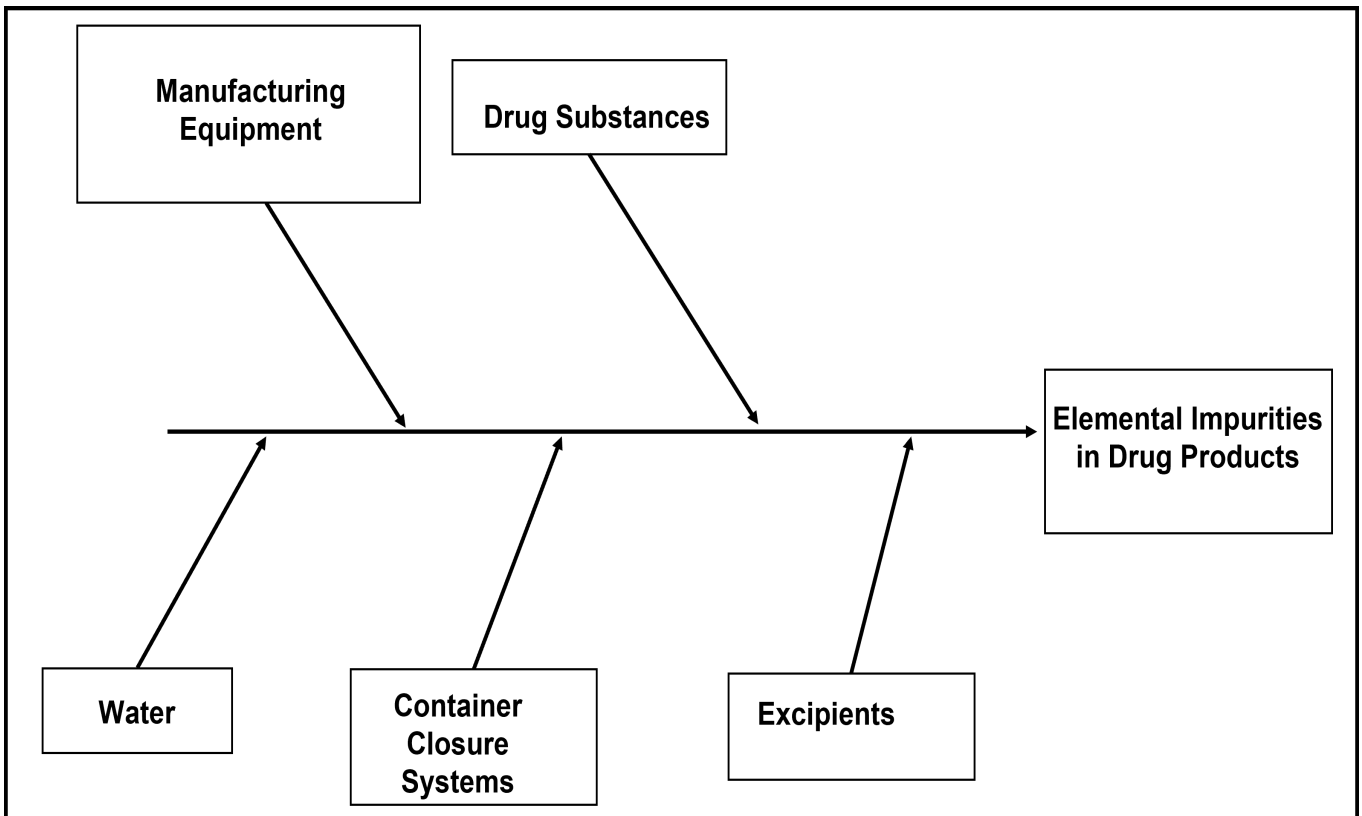 Manufacturing
Equipment
Drug Substances
Elemental Impurities
in Drug Products
Water
Container
Closure
Systems
Excipients